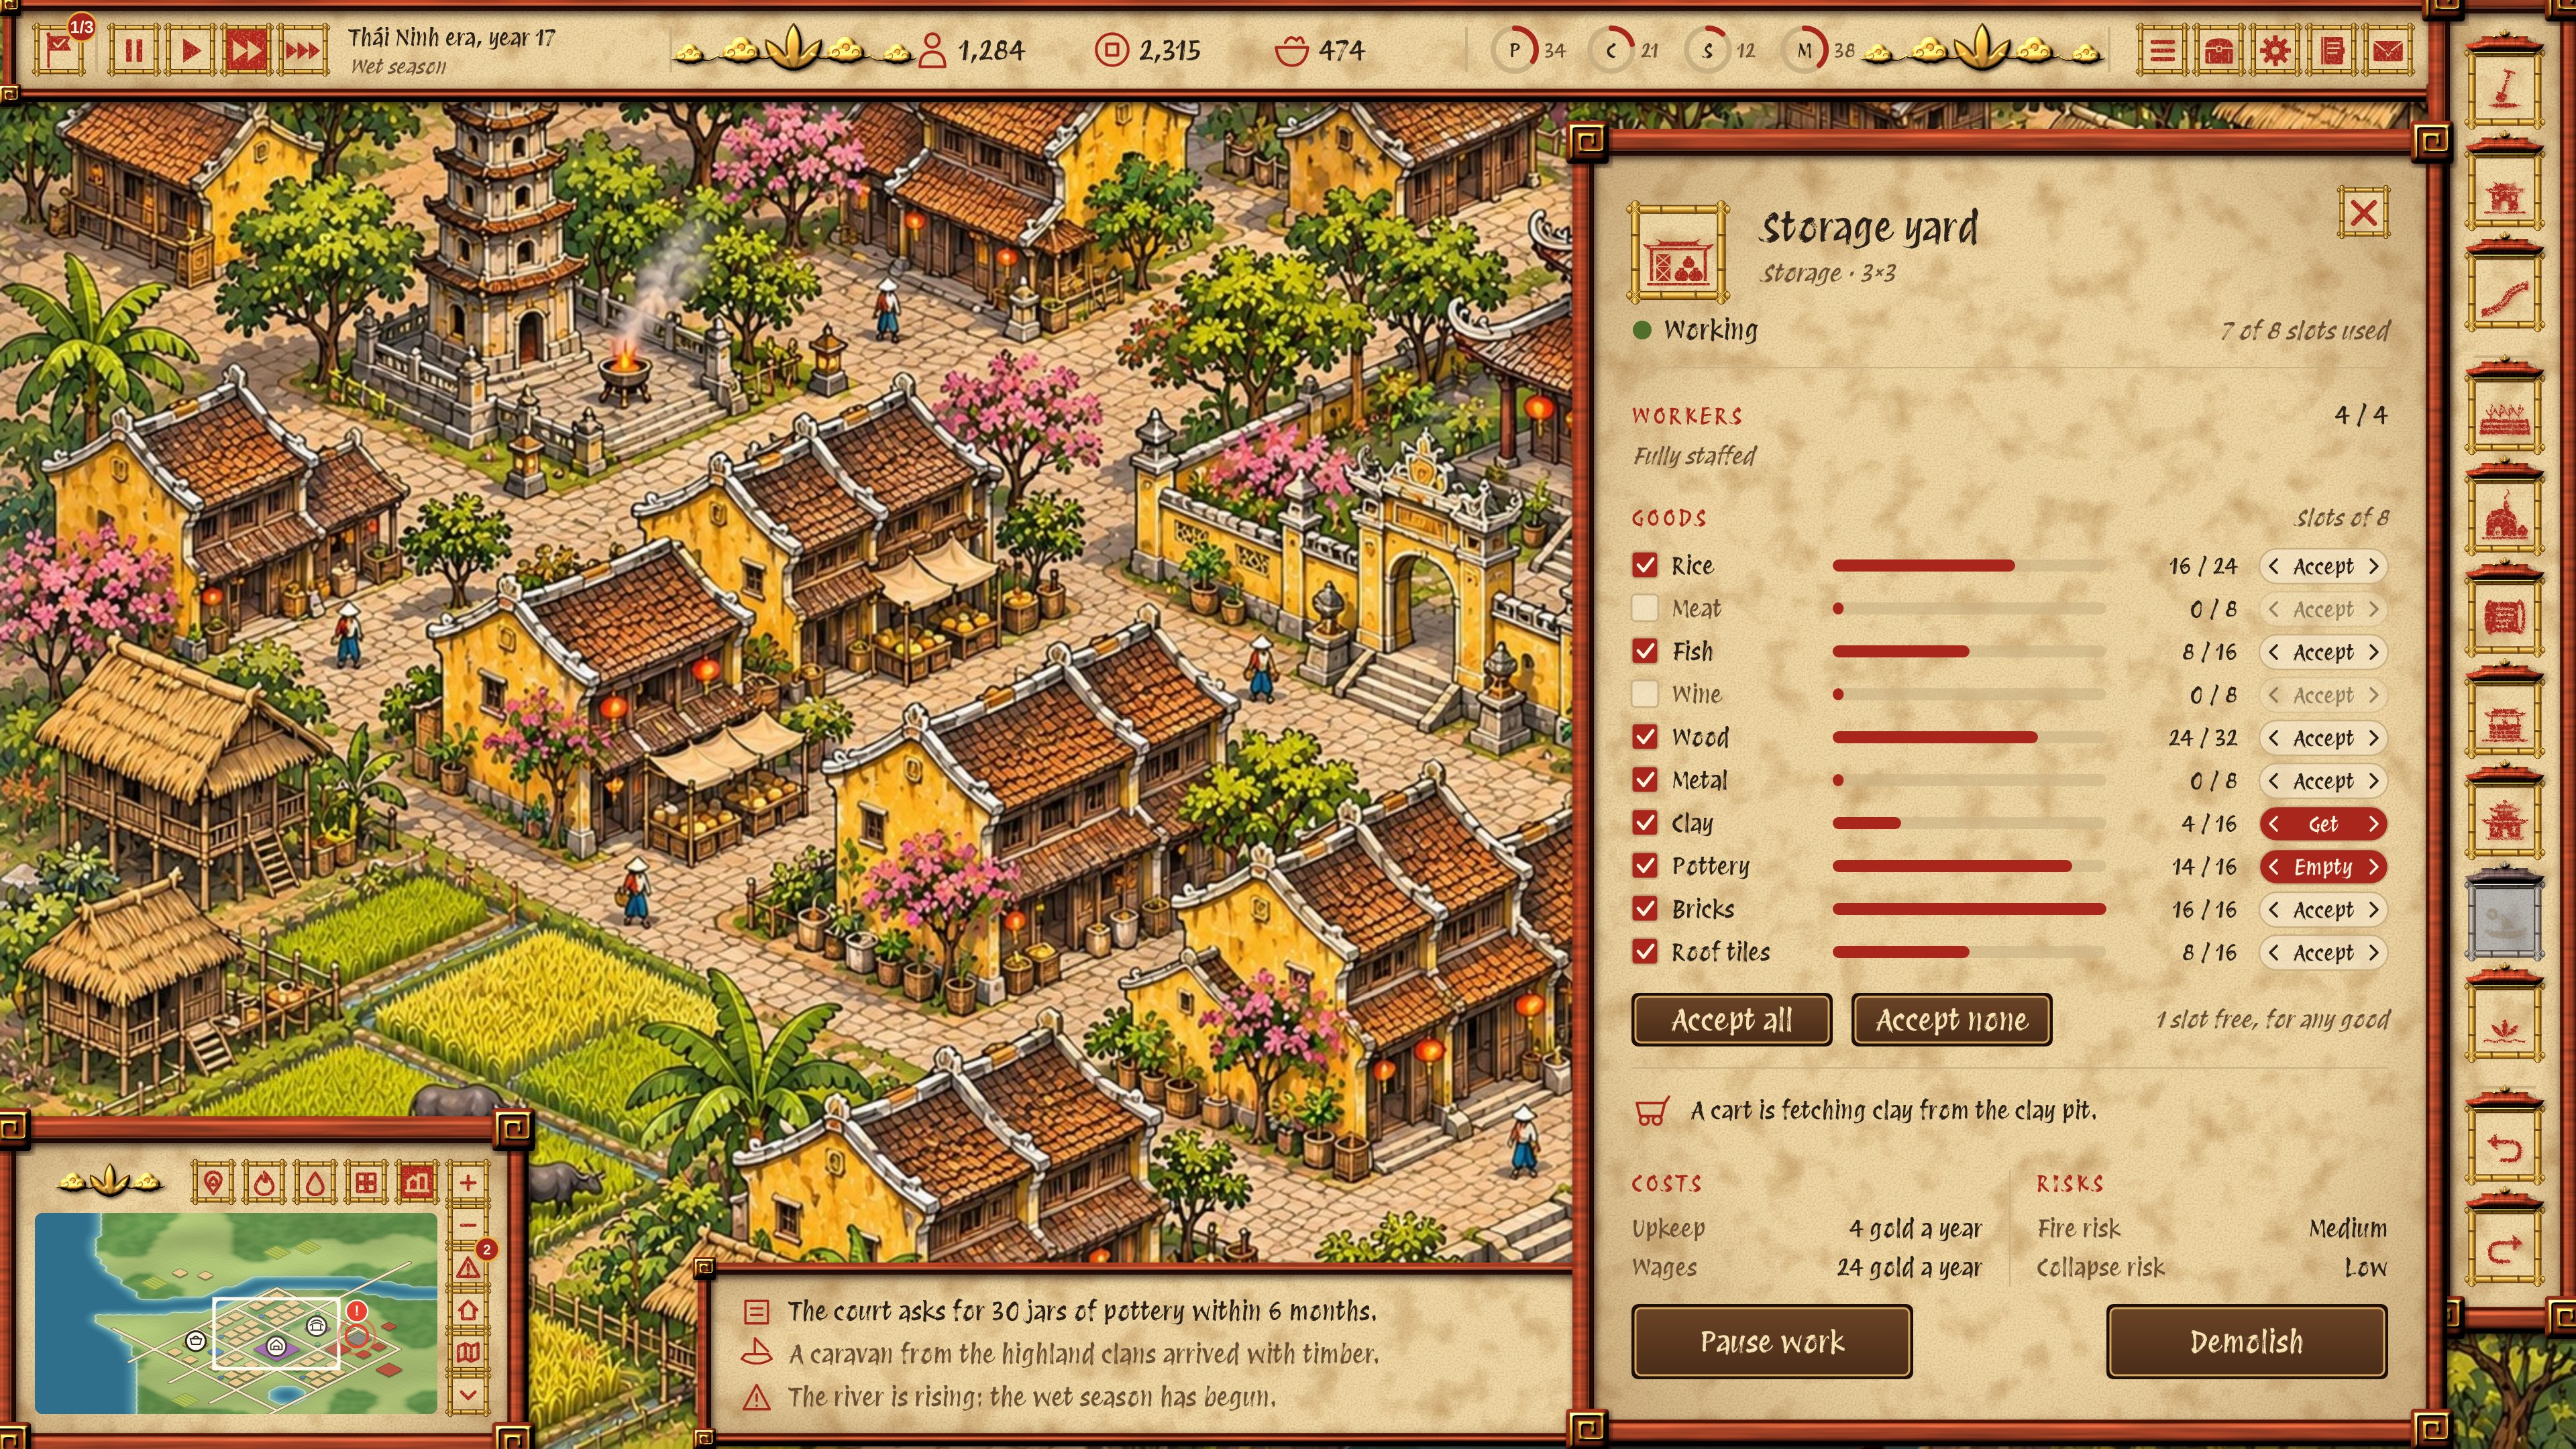 1/3
Thái Ninh era, year 17
Wet season
1,284
2,315
474
P 34
C 21
S 12
M 38
Storage yard
Storage · 3×3
Working
7 of 8 slots used
WORKERS
4 / 4
Fully staffed
GOODS
Slots of 8
Rice 16 / 24 < Accept >
Meat 0 / 8 < Accept >
Fish 8 / 16 < Accept >
Wine 0 / 8 < Accept >
Wood 24 / 32 < Accept >
Metal 0 / 8 < Accept >
Clay 4 / 16 < Get >
Pottery 14 / 16 < Empty >
Bricks 16 / 16 < Accept >
Roof tiles 8 / 16 < Accept >
Accept all
Accept none
1 slot free, for any good
A cart is fetching clay from the clay pit.
COSTS
Upkeep 4 gold a year
Wages 24 gold a year
RISKS
Fire risk Medium
Collapse risk Low
Pause work
Demolish
2
!
The court asks for 30 jars of pottery within 6 months.
A caravan from the highland clans arrived with timber.
The river is rising: the wet season has begun.